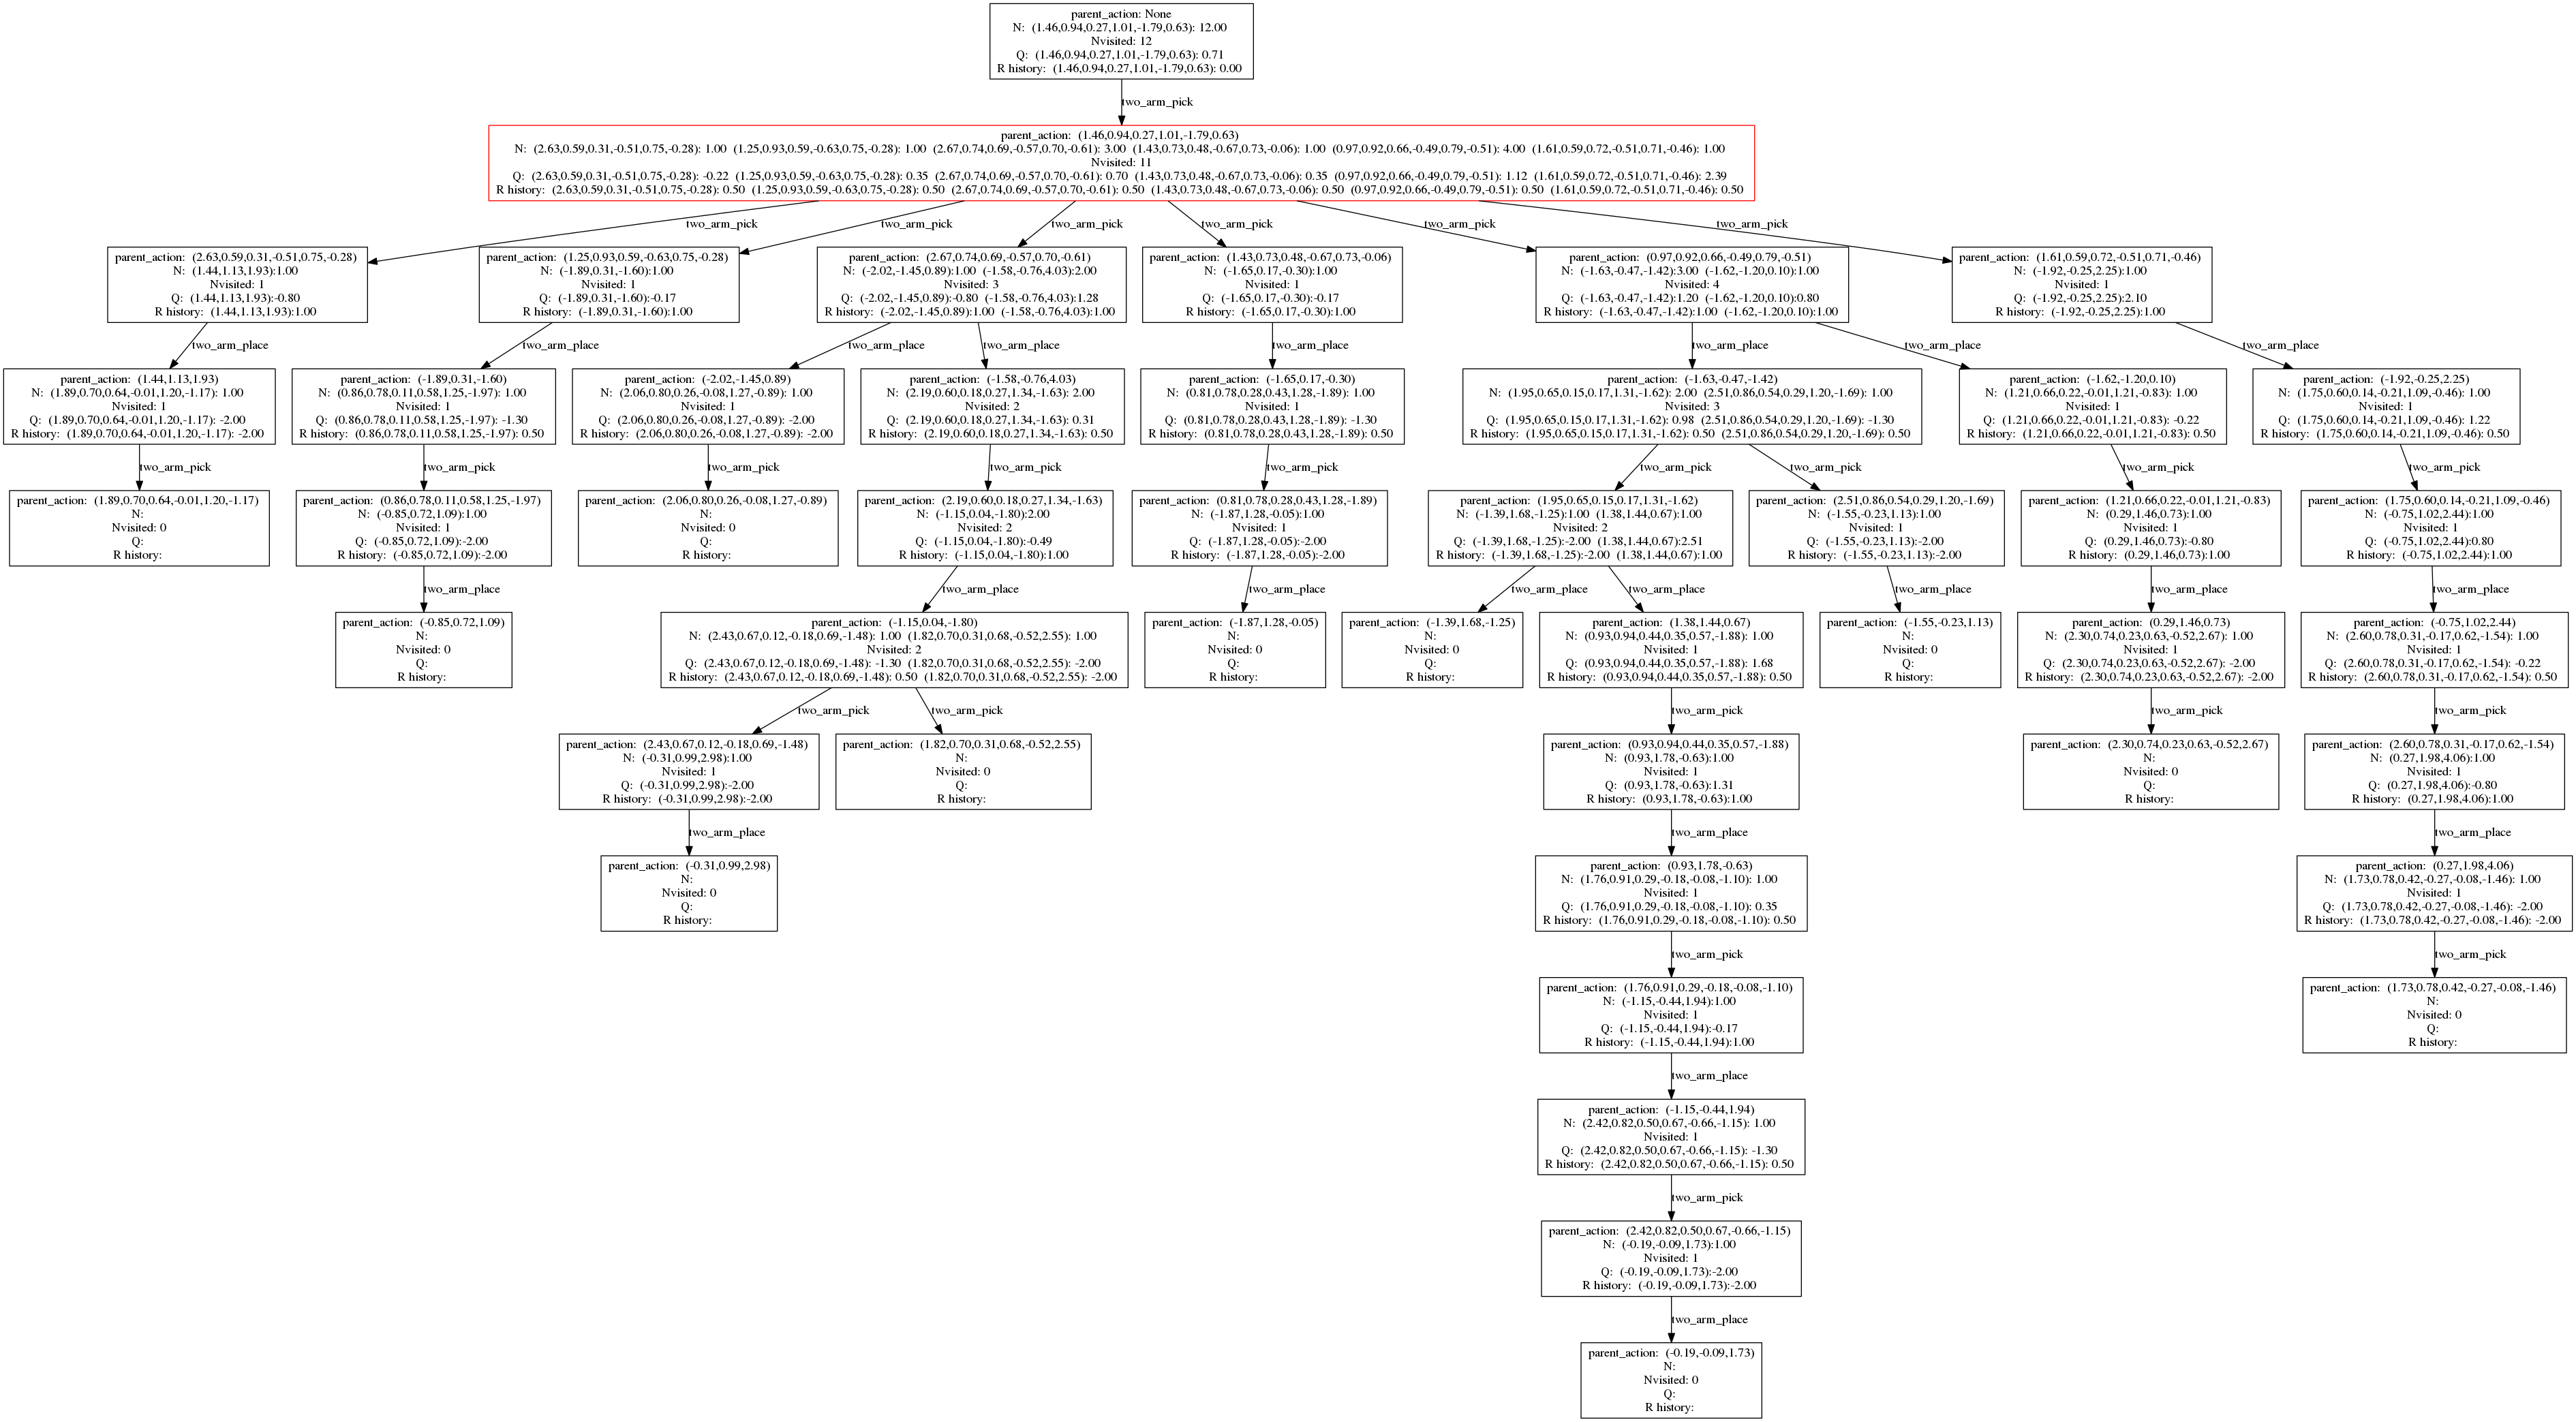 parent_action: None
N: (1.46,0.94,0.27,1.01,-1.79,0.63): 12.00
Nvisited: 12
Q: (1.46,0.94,0.27,1.01,-1.79,0.63): 0.71
R history: (1.46,0.94,0.27,1.01,-1.79,0.63): 0.00
two_arm_pick
parent_action: (1.46,0.94,0.27,1.01,-1.79,0.63)
N: (2.63,0.59,0.31,-0.51,0.75,-0.28): 1.00 (1.25,0.93,0.59,-0.63,0.75,-0.28): 1.00 (2.67,0.74,0.69,-0.57,0.70,-0.61): 3.00 (1.43,0.73,0.48,-0.67,0.73,-0.06): 1.00 (0.97,0.92,0.66,-0.49,0.79,-0.51): 4.00 (1.61,0.59,0.72,-0.51,0.71,-0.46): 1.00
Nvisited: 11
Q: (2.63,0.59,0.31,-0.51,0.75,-0.28): -0.22 (1.25,0.93,0.59,-0.63,0.75,-0.28): 0.35 (2.67,0.74,0.69,-0.57,0.70,-0.61): 0.70 (1.43,0.73,0.48,-0.67,0.73,-0.06): 0.35 (0.97,0.92,0.66,-0.49,0.79,-0.51): 1.12 (1.61,0.59,0.72,-0.51,0.71,-0.46): 2.39
R history: (2.63,0.59,0.31,-0.51,0.75,-0.28): 0.50 (1.25,0.93,0.59,-0.63,0.75,-0.28): 0.50 (2.67,0.74,0.69,-0.57,0.70,-0.61): 0.50 (1.43,0.73,0.48,-0.67,0.73,-0.06): 0.50 (0.97,0.92,0.66,-0.49,0.79,-0.51): 0.50 (1.61,0.59,0.72,-0.51,0.71,-0.46): 0.50
two_arm_pick
two_arm_pick
two_arm_pick
two_arm_pick
two_arm_pick
two_arm_pick
parent_action: (2.63,0.59,0.31,-0.51,0.75,-0.28)
N: (1.44,1.13,1.93):1.00
Nvisited: 1
Q: (1.44,1.13,1.93):-0.80
R history: (1.44,1.13,1.93):1.00
parent_action: (1.25,0.93,0.59,-0.63,0.75,-0.28)
N: (-1.89,0.31,-1.60):1.00
Nvisited: 1
Q: (-1.89,0.31,-1.60):-0.17
R history: (-1.89,0.31,-1.60):1.00
parent_action: (2.67,0.74,0.69,-0.57,0.70,-0.61)
N: (-2.02,-1.45,0.89):1.00 (-1.58,-0.76,4.03):2.00
Nvisited: 3
Q: (-2.02,-1.45,0.89):-0.80 (-1.58,-0.76,4.03):1.28
R history: (-2.02,-1.45,0.89):1.00 (-1.58,-0.76,4.03):1.00
parent_action: (1.43,0.73,0.48,-0.67,0.73,-0.06)
N: (-1.65,0.17,-0.30):1.00
Nvisited: 1
Q: (-1.65,0.17,-0.30):-0.17
R history: (-1.65,0.17,-0.30):1.00
parent_action: (0.97,0.92,0.66,-0.49,0.79,-0.51)
N: (-1.63,-0.47,-1.42):3.00 (-1.62,-1.20,0.10):1.00
Nvisited: 4
Q: (-1.63,-0.47,-1.42):1.20 (-1.62,-1.20,0.10):0.80
R history: (-1.63,-0.47,-1.42):1.00 (-1.62,-1.20,0.10):1.00
parent_action: (1.61,0.59,0.72,-0.51,0.71,-0.46)
N: (-1.92,-0.25,2.25):1.00
Nvisited: 1
Q: (-1.92,-0.25,2.25):2.10
R history: (-1.92,-0.25,2.25):1.00
two_arm_place
two_arm_place
two_arm_place
two_arm_place
two_arm_place
two_arm_place
two_arm_place
two_arm_place
parent_action: (1.44,1.13,1.93)
N: (1.89,0.70,0.64,-0.01,1.20,-1.17): 1.00
Nvisited: 1
Q: (1.89,0.70,0.64,-0.01,1.20,-1.17): -2.00
R history: (1.89,0.70,0.64,-0.01,1.20,-1.17): -2.00
parent_action: (-1.89,0.31,-1.60)
N: (0.86,0.78,0.11,0.58,1.25,-1.97): 1.00
Nvisited: 1
Q: (0.86,0.78,0.11,0.58,1.25,-1.97): -1.30
R history: (0.86,0.78,0.11,0.58,1.25,-1.97): 0.50
parent_action: (-2.02,-1.45,0.89)
N: (2.06,0.80,0.26,-0.08,1.27,-0.89): 1.00
Nvisited: 1
Q: (2.06,0.80,0.26,-0.08,1.27,-0.89): -2.00
R history: (2.06,0.80,0.26,-0.08,1.27,-0.89): -2.00
parent_action: (-1.58,-0.76,4.03)
N: (2.19,0.60,0.18,0.27,1.34,-1.63): 2.00
Nvisited: 2
Q: (2.19,0.60,0.18,0.27,1.34,-1.63): 0.31
R history: (2.19,0.60,0.18,0.27,1.34,-1.63): 0.50
parent_action: (-1.65,0.17,-0.30)
N: (0.81,0.78,0.28,0.43,1.28,-1.89): 1.00
Nvisited: 1
Q: (0.81,0.78,0.28,0.43,1.28,-1.89): -1.30
R history: (0.81,0.78,0.28,0.43,1.28,-1.89): 0.50
parent_action: (-1.63,-0.47,-1.42)
N: (1.95,0.65,0.15,0.17,1.31,-1.62): 2.00 (2.51,0.86,0.54,0.29,1.20,-1.69): 1.00
Nvisited: 3
Q: (1.95,0.65,0.15,0.17,1.31,-1.62): 0.98 (2.51,0.86,0.54,0.29,1.20,-1.69): -1.30
R history: (1.95,0.65,0.15,0.17,1.31,-1.62): 0.50 (2.51,0.86,0.54,0.29,1.20,-1.69): 0.50
parent_action: (-1.62,-1.20,0.10)
N: (1.21,0.66,0.22,-0.01,1.21,-0.83): 1.00
Nvisited: 1
Q: (1.21,0.66,0.22,-0.01,1.21,-0.83): -0.22
R history: (1.21,0.66,0.22,-0.01,1.21,-0.83): 0.50
parent_action: (-1.92,-0.25,2.25)
N: (1.75,0.60,0.14,-0.21,1.09,-0.46): 1.00
Nvisited: 1
Q: (1.75,0.60,0.14,-0.21,1.09,-0.46): 1.22
R history: (1.75,0.60,0.14,-0.21,1.09,-0.46): 0.50
two_arm_pick
two_arm_pick
two_arm_pick
two_arm_pick
two_arm_pick
two_arm_pick
two_arm_pick
two_arm_pick
two_arm_pick
parent_action: (1.89,0.70,0.64,-0.01,1.20,-1.17)
N:
Nvisited: 0
Q:
R history:
parent_action: (0.86,0.78,0.11,0.58,1.25,-1.97)
N: (-0.85,0.72,1.09):1.00
Nvisited: 1
Q: (-0.85,0.72,1.09):-2.00
R history: (-0.85,0.72,1.09):-2.00
parent_action: (2.06,0.80,0.26,-0.08,1.27,-0.89)
N:
Nvisited: 0
Q:
R history:
parent_action: (2.19,0.60,0.18,0.27,1.34,-1.63)
N: (-1.15,0.04,-1.80):2.00
Nvisited: 2
Q: (-1.15,0.04,-1.80):-0.49
R history: (-1.15,0.04,-1.80):1.00
parent_action: (0.81,0.78,0.28,0.43,1.28,-1.89)
N: (-1.87,1.28,-0.05):1.00
Nvisited: 1
Q: (-1.87,1.28,-0.05):-2.00
R history: (-1.87,1.28,-0.05):-2.00
parent_action: (1.95,0.65,0.15,0.17,1.31,-1.62)
N: (-1.39,1.68,-1.25):1.00 (1.38,1.44,0.67):1.00
Nvisited: 2
Q: (-1.39,1.68,-1.25):-2.00 (1.38,1.44,0.67):2.51
R history: (-1.39,1.68,-1.25):-2.00 (1.38,1.44,0.67):1.00
parent_action: (2.51,0.86,0.54,0.29,1.20,-1.69)
N: (-1.55,-0.23,1.13):1.00
Nvisited: 1
Q: (-1.55,-0.23,1.13):-2.00
R history: (-1.55,-0.23,1.13):-2.00
parent_action: (1.21,0.66,0.22,-0.01,1.21,-0.83)
N: (0.29,1.46,0.73):1.00
Nvisited: 1
Q: (0.29,1.46,0.73):-0.80
R history: (0.29,1.46,0.73):1.00
parent_action: (1.75,0.60,0.14,-0.21,1.09,-0.46)
N: (-0.75,1.02,2.44):1.00
Nvisited: 1
Q: (-0.75,1.02,2.44):0.80
R history: (-0.75,1.02,2.44):1.00
two_arm_place
two_arm_place
two_arm_place
two_arm_place
two_arm_place
two_arm_place
two_arm_place
two_arm_place
parent_action: (-0.85,0.72,1.09)
N:
Nvisited: 0
Q:
R history:
parent_action: (-1.15,0.04,-1.80)
N: (2.43,0.67,0.12,-0.18,0.69,-1.48): 1.00 (1.82,0.70,0.31,0.68,-0.52,2.55): 1.00
Nvisited: 2
Q: (2.43,0.67,0.12,-0.18,0.69,-1.48): -1.30 (1.82,0.70,0.31,0.68,-0.52,2.55): -2.00
R history: (2.43,0.67,0.12,-0.18,0.69,-1.48): 0.50 (1.82,0.70,0.31,0.68,-0.52,2.55): -2.00
parent_action: (-1.87,1.28,-0.05)
N:
Nvisited: 0
Q:
R history:
parent_action: (-1.39,1.68,-1.25)
N:
Nvisited: 0
Q:
R history:
parent_action: (1.38,1.44,0.67)
N: (0.93,0.94,0.44,0.35,0.57,-1.88): 1.00
Nvisited: 1
Q: (0.93,0.94,0.44,0.35,0.57,-1.88): 1.68
R history: (0.93,0.94,0.44,0.35,0.57,-1.88): 0.50
parent_action: (-1.55,-0.23,1.13)
N:
Nvisited: 0
Q:
R history:
parent_action: (0.29,1.46,0.73)
N: (2.30,0.74,0.23,0.63,-0.52,2.67): 1.00
Nvisited: 1
Q: (2.30,0.74,0.23,0.63,-0.52,2.67): -2.00
R history: (2.30,0.74,0.23,0.63,-0.52,2.67): -2.00
parent_action: (-0.75,1.02,2.44)
N: (2.60,0.78,0.31,-0.17,0.62,-1.54): 1.00
Nvisited: 1
Q: (2.60,0.78,0.31,-0.17,0.62,-1.54): -0.22
R history: (2.60,0.78,0.31,-0.17,0.62,-1.54): 0.50
two_arm_pick
two_arm_pick
two_arm_pick
two_arm_pick
two_arm_pick
parent_action: (2.43,0.67,0.12,-0.18,0.69,-1.48)
N: (-0.31,0.99,2.98):1.00
Nvisited: 1
Q: (-0.31,0.99,2.98):-2.00
R history: (-0.31,0.99,2.98):-2.00
parent_action: (1.82,0.70,0.31,0.68,-0.52,2.55)
N:
Nvisited: 0
Q:
R history:
parent_action: (0.93,0.94,0.44,0.35,0.57,-1.88)
N: (0.93,1.78,-0.63):1.00
Nvisited: 1
Q: (0.93,1.78,-0.63):1.31
R history: (0.93,1.78,-0.63):1.00
parent_action: (2.30,0.74,0.23,0.63,-0.52,2.67)
N:
Nvisited: 0
Q:
R history:
parent_action: (2.60,0.78,0.31,-0.17,0.62,-1.54)
N: (0.27,1.98,4.06):1.00
Nvisited: 1
Q: (0.27,1.98,4.06):-0.80
R history: (0.27,1.98,4.06):1.00
two_arm_place
two_arm_place
two_arm_place
parent_action: (-0.31,0.99,2.98)
N:
Nvisited: 0
Q:
R history:
parent_action: (0.93,1.78,-0.63)
N: (1.76,0.91,0.29,-0.18,-0.08,-1.10): 1.00
Nvisited: 1
Q: (1.76,0.91,0.29,-0.18,-0.08,-1.10): 0.35
R history: (1.76,0.91,0.29,-0.18,-0.08,-1.10): 0.50
parent_action: (0.27,1.98,4.06)
N: (1.73,0.78,0.42,-0.27,-0.08,-1.46): 1.00
Nvisited: 1
Q: (1.73,0.78,0.42,-0.27,-0.08,-1.46): -2.00
R history: (1.73,0.78,0.42,-0.27,-0.08,-1.46): -2.00
two_arm_pick
two_arm_pick
parent_action: (1.76,0.91,0.29,-0.18,-0.08,-1.10)
N: (-1.15,-0.44,1.94):1.00
Nvisited: 1
Q: (-1.15,-0.44,1.94):-0.17
R history: (-1.15,-0.44,1.94):1.00
parent_action: (1.73,0.78,0.42,-0.27,-0.08,-1.46)
N:
Nvisited: 0
Q:
R history:
two_arm_place
parent_action: (-1.15,-0.44,1.94)
N: (2.42,0.82,0.50,0.67,-0.66,-1.15): 1.00
Nvisited: 1
Q: (2.42,0.82,0.50,0.67,-0.66,-1.15): -1.30
R history: (2.42,0.82,0.50,0.67,-0.66,-1.15): 0.50
two_arm_pick
parent_action: (2.42,0.82,0.50,0.67,-0.66,-1.15)
N: (-0.19,-0.09,1.73):1.00
Nvisited: 1
Q: (-0.19,-0.09,1.73):-2.00
R history: (-0.19,-0.09,1.73):-2.00
two_arm_place
parent_action: (-0.19,-0.09,1.73)
N:
Nvisited: 0
Q:
R history: